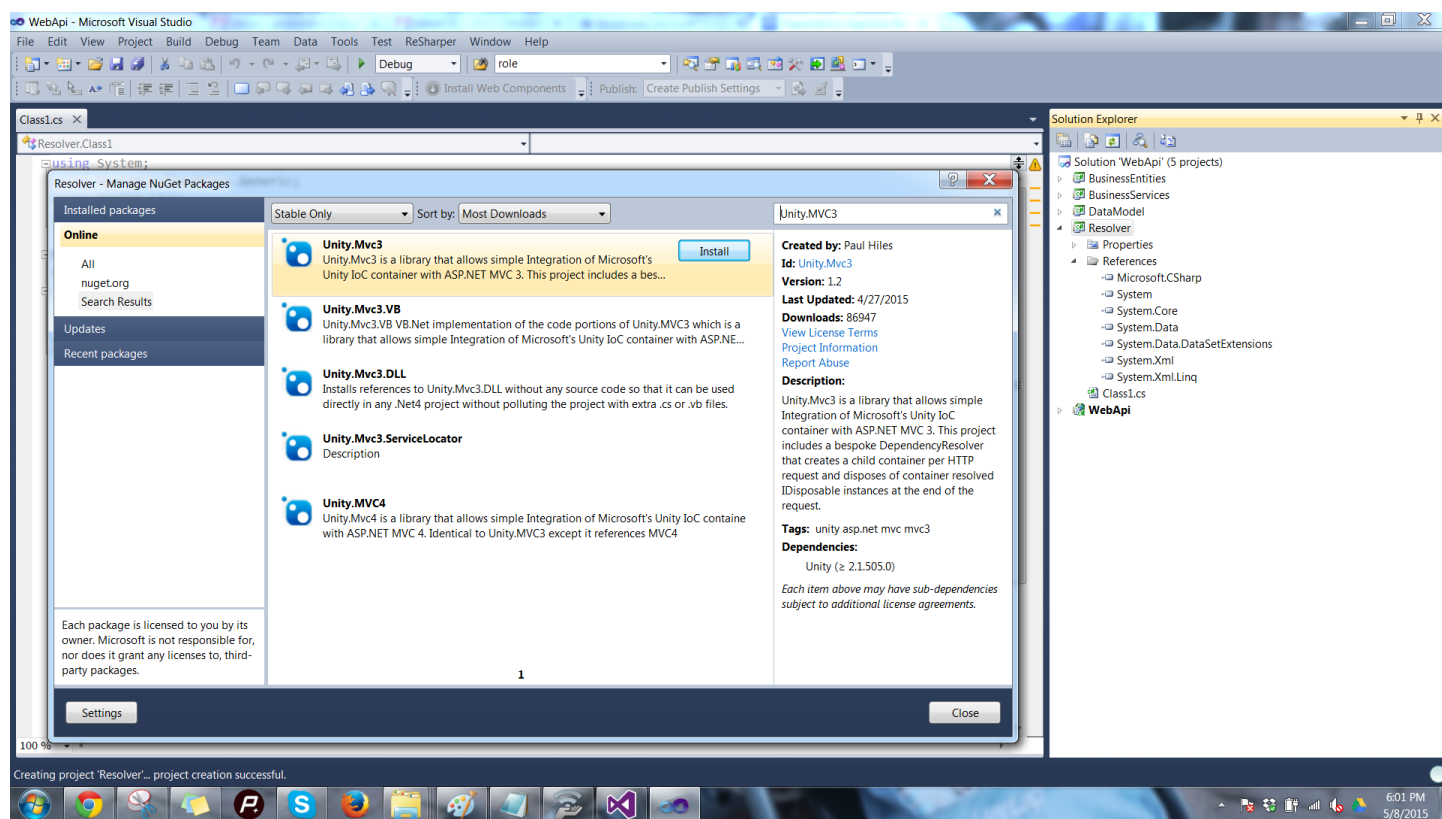 WebApi - Microsoft Visual Studio
File Edit View Project Build Debug Team Data Tools Test ReSharper Window Help
Debug role
Install Web Components Publish: Create Publish Settings
Class1.cs
Resolver.Class1
using System;
Resolver - Manage NuGet Packages
Installed packages
Online
All
nuget.org
Search Results
Updates
Recent packages
Each package is licensed to you by its
owner. Microsoft is not responsible for,
nor does it grant any licenses to, third-
party packages.
Settings
Stable Only Sort by: Most Downloads
Unity.Mvc3
Unity.Mvc3 is a library that allows simple Integration of Microsoft's
Unity IoC container with ASP.NET MVC 3. This project includes a bes...
Install
Unity.Mvc3.VB
Unity.Mvc3.VB VB.Net implementation of the code portions of Unity.MVC3 which is a
library that allows simple Integration of Microsoft's Unity IoC container with ASP.NE...
Unity.Mvc3.DLL
Installs references to Unity.Mvc3.DLL without any source code so that it can be used
directly in any .Net4 project without polluting the project with extra .cs or .vb files.
Unity.Mvc3.ServiceLocator
Description
Unity.MVC4
Unity.Mvc4 is a library that allows simple Integration of Microsoft's Unity IoC containe
with ASP.NET MVC 4. Identical to Unity.MVC3 except it references MVC4
1
Unity.MVC3
Created by: Paul Hiles
Id: Unity.Mvc3
Version: 1.2
Last Updated: 4/27/2015
Downloads: 86947
View License Terms
Project Information
Report Abuse
Description:
Unity.Mvc3 is a library that allows simple
Integration of Microsoft's Unity IoC
container with ASP.NET MVC 3. This project
includes a bespoke DependencyResolver
that creates a child container per HTTP
request and disposes of container resolved
IDisposable instances at the end of the
request.
Tags: unity asp.net mvc mvc3
Dependencies:
Unity (≥ 2.1.505.0)
Each item above may have sub-dependencies
subject to additional license agreements.
Close
100 %
Solution Explorer
Solution 'WebApi' (5 projects)
BusinessEntities
BusinessServices
DataModel
Resolver
Properties
References
Microsoft.CSharp
System
System.Core
System.Data
System.Data.DataSetExtensions
System.Xml
System.Xml.Linq
Class1.cs
WebApi
Creating project 'Resolver'... project creation successful.
6:01 PM
5/8/2015